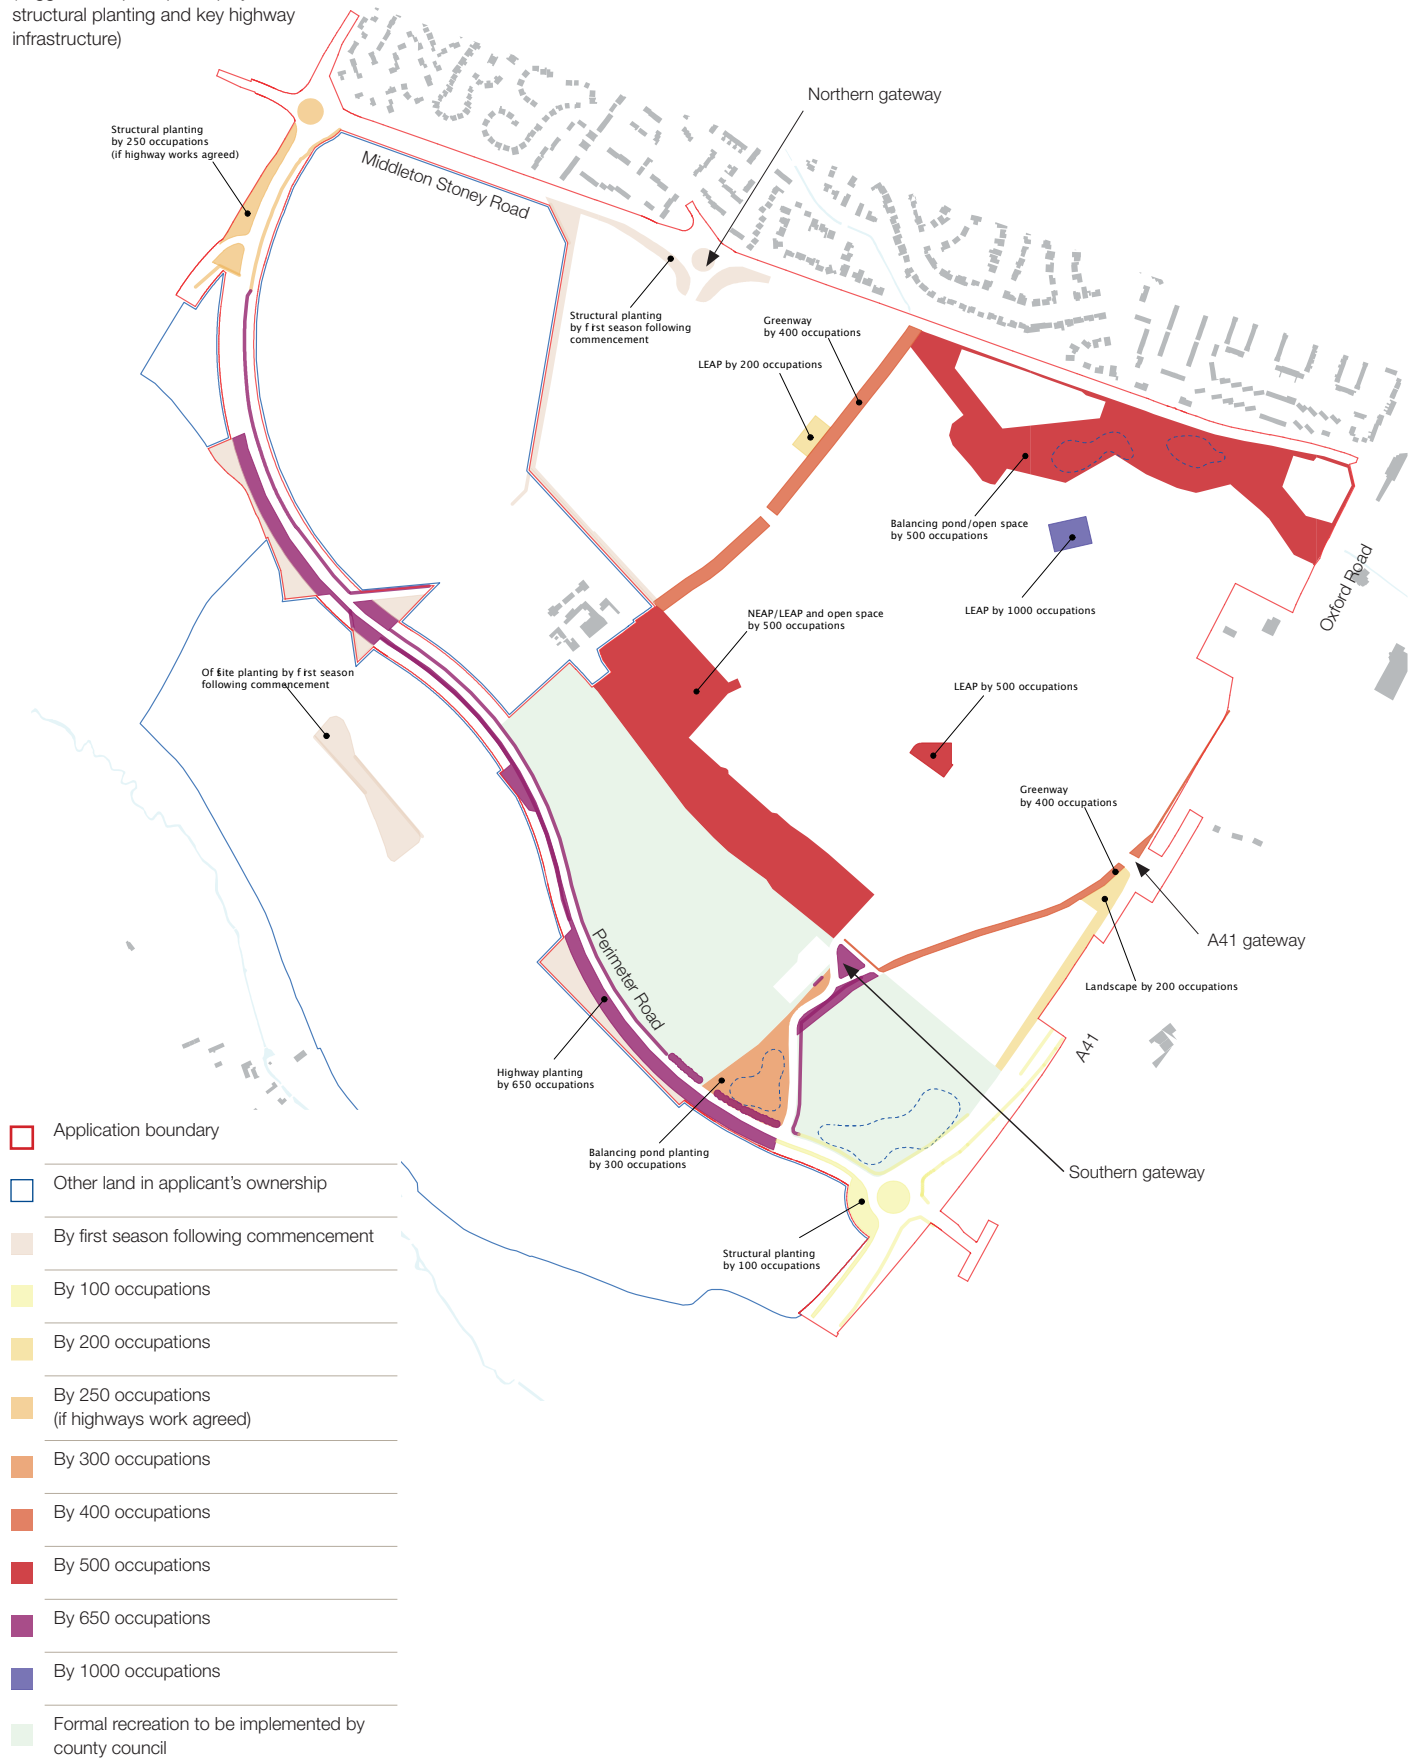 structural planting and key highway
infrastructure)
Northern gateway
Structural planting
by 250 occupations
(if highway works agreed)
Middleton Stoney Road
Structural planting
by first season following
commencement
Greenway
by 400 occupations
LEAP by 200 occupations
Balancing pond/open space
by 500 occupations
Oxford Road
LEAP by 1000 occupations
NEAP/LEAP and open space
by 500 occupations
Of fsite planting by first season
following commencement
LEAP by 500 occupations
Greenway
by 400 occupations
A41 gateway
Landscape by 200 occupations
Perimeter Road
A41
Highway planting
by 650 occupations
Balancing pond planting
by 300 occupations
Southern gateway
Structural planting
by 100 occupations
Application boundary
Other land in applicant's ownership
By first season following commencement
By 100 occupations
By 200 occupations
By 250 occupations
(if highways work agreed)
By 300 occupations
By 400 occupations
By 500 occupations
By 650 occupations
By 1000 occupations
Formal recreation to be implemented by
county council